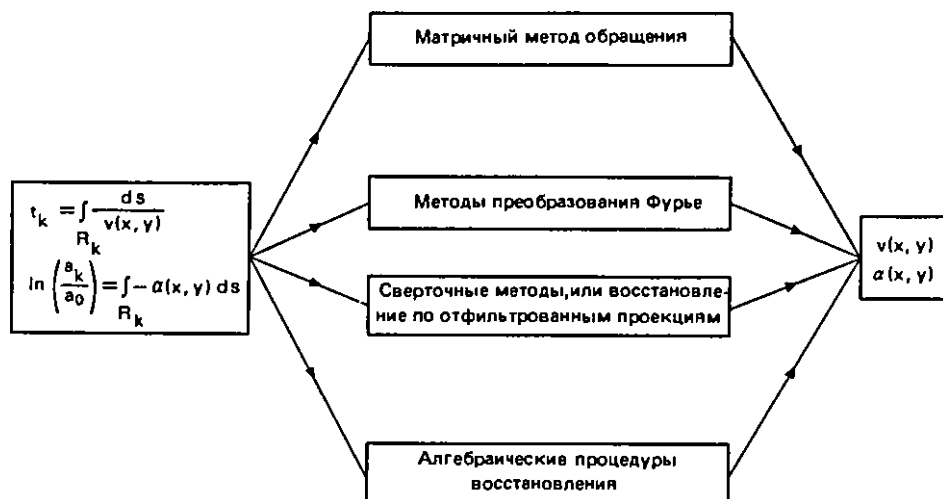 Матричный метод обращения
t_k = ∫_{R_k} ds / v(x, y)
ln (a_k / a_0) = ∫_{R_k} − α(x, y) ds
Методы преобразования Фурье
Сверточные методы,или восстановле-
ние по отфильтрованным проекциям
Алгебраические процедуры
восстановления
v(x, y)
α(x, y)